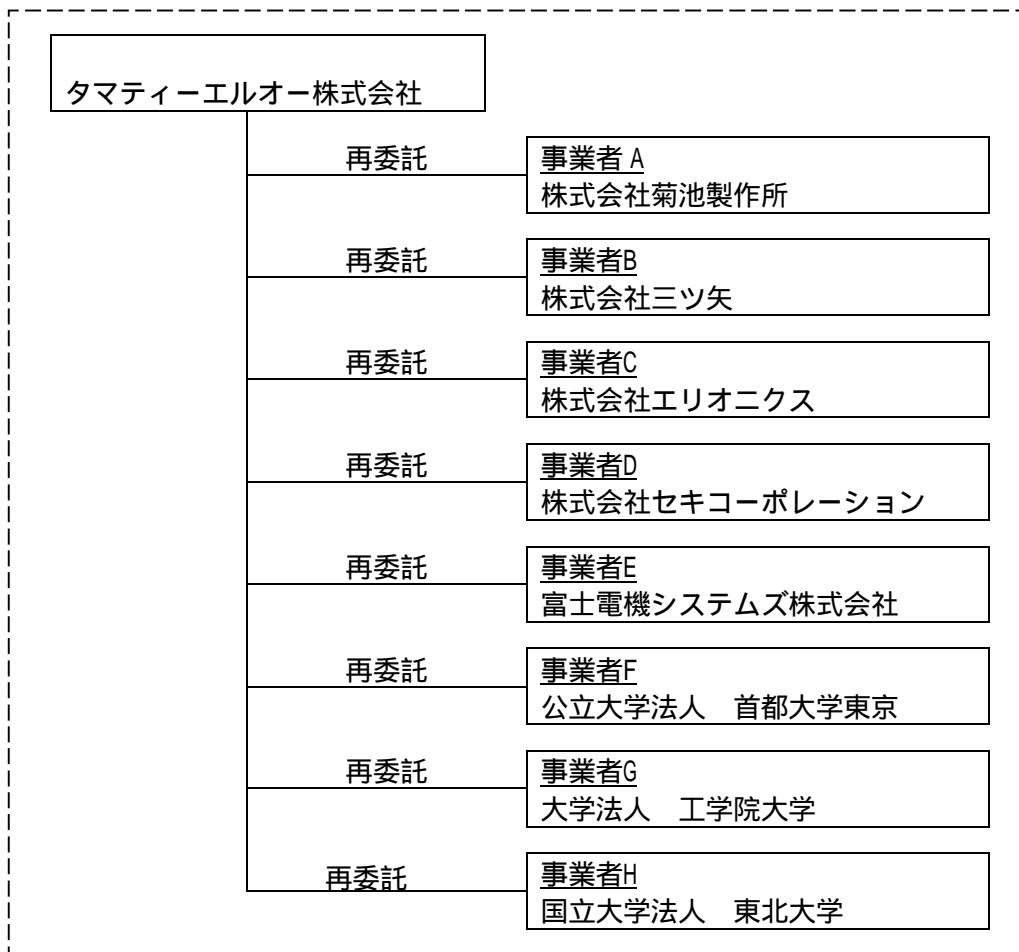 タマティーエルオー株式会社
再委託
事業者 A
株式会社菊池製作所
再委託
事業者B
株式会社三ツ矢
再委託
事業者C
株式会社エリオニクス
再委託
事業者D
株式会社セキコーポレーション
再委託
事業者E
富士電機システムズ株式会社
再委託
事業者F
公立大学法人　首都大学東京
再委託
事業者G
大学法人　工学院大学
再委託
事業者H
国立大学法人　東北大学